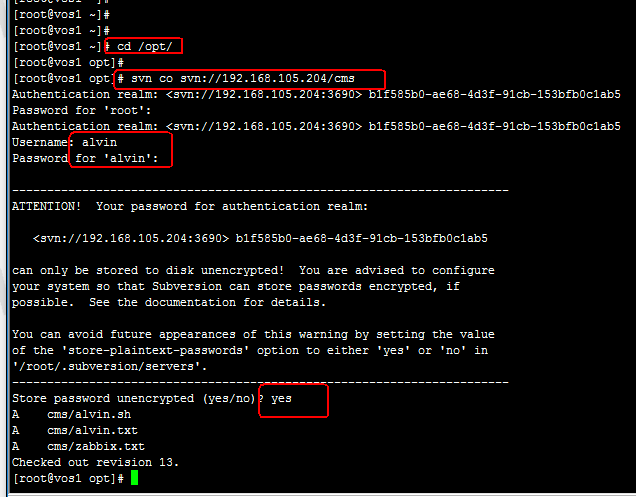 [root@vos1 ~]#
[root@vos1 ~]#
[root@vos1 ~]# cd /opt/
[root@vos1 opt]#
[root@vos1 opt]# svn co svn://192.168.105.204/cms
Authentication realm: <svn://192.168.105.204:3690> b1f585b0-ae68-4d3f-91cb-153bfb0c1ab5
Password for 'root':
Authentication realm: <svn://192.168.105.204:3690> b1f585b0-ae68-4d3f-91cb-153bfb0c1ab5
Username: alvin
Password for 'alvin':
-----------------------------------------------------------------------
ATTENTION!  Your password for authentication realm:
   <svn://192.168.105.204:3690> b1f585b0-ae68-4d3f-91cb-153bfb0c1ab5
can only be stored to disk unencrypted!  You are advised to configure
your system so that Subversion can store passwords encrypted, if
possible.  See the documentation for details.
You can avoid future appearances of this warning by setting the value
of the 'store-plaintext-passwords' option to either 'yes' or 'no' in
'/root/.subversion/servers'.
-----------------------------------------------------------------------
Store password unencrypted (yes/no)? yes
A    cms/alvin.sh
A    cms/alvin.txt
A    cms/zabbix.txt
Checked out revision 13.
[root@vos1 opt]#